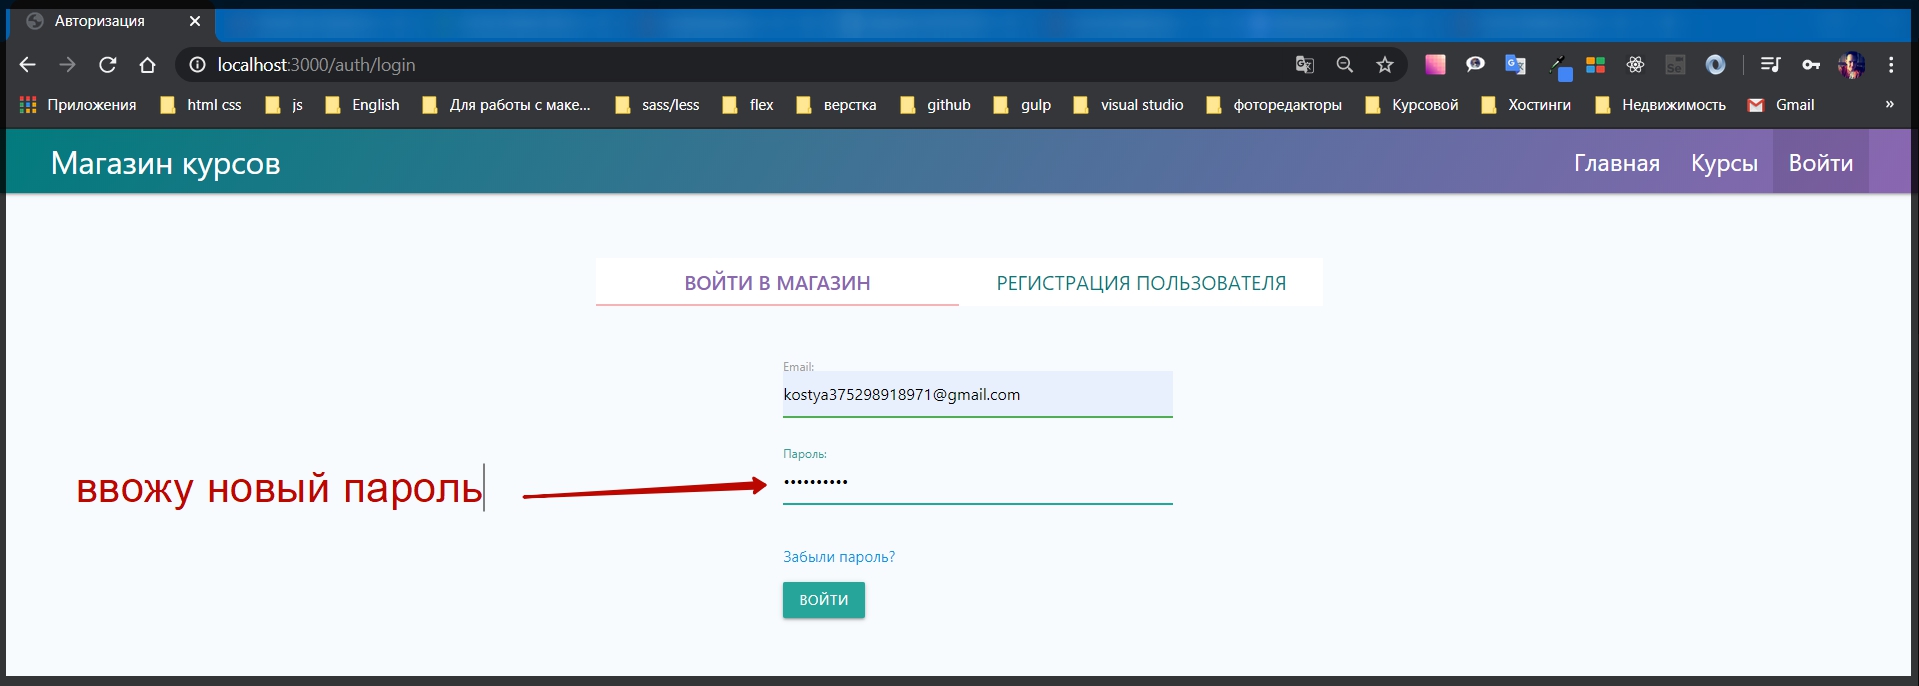 Авторизация
localhost:3000/auth/login
Приложения html css js English Для работы с маке... sass/less flex верстка github gulp visual studio фоторедакторы Курсовой Хостинги Недвижимость Gmail »
Магазин курсов Главная Курсы Войти
ВОЙТИ В МАГАЗИН РЕГИСТРАЦИЯ ПОЛЬЗОВАТЕЛЯ
Email:
kostya375298918971@gmail.com
Пароль:
ввожу новый пароль ••••••••••
Забыли пароль?
ВОЙТИ